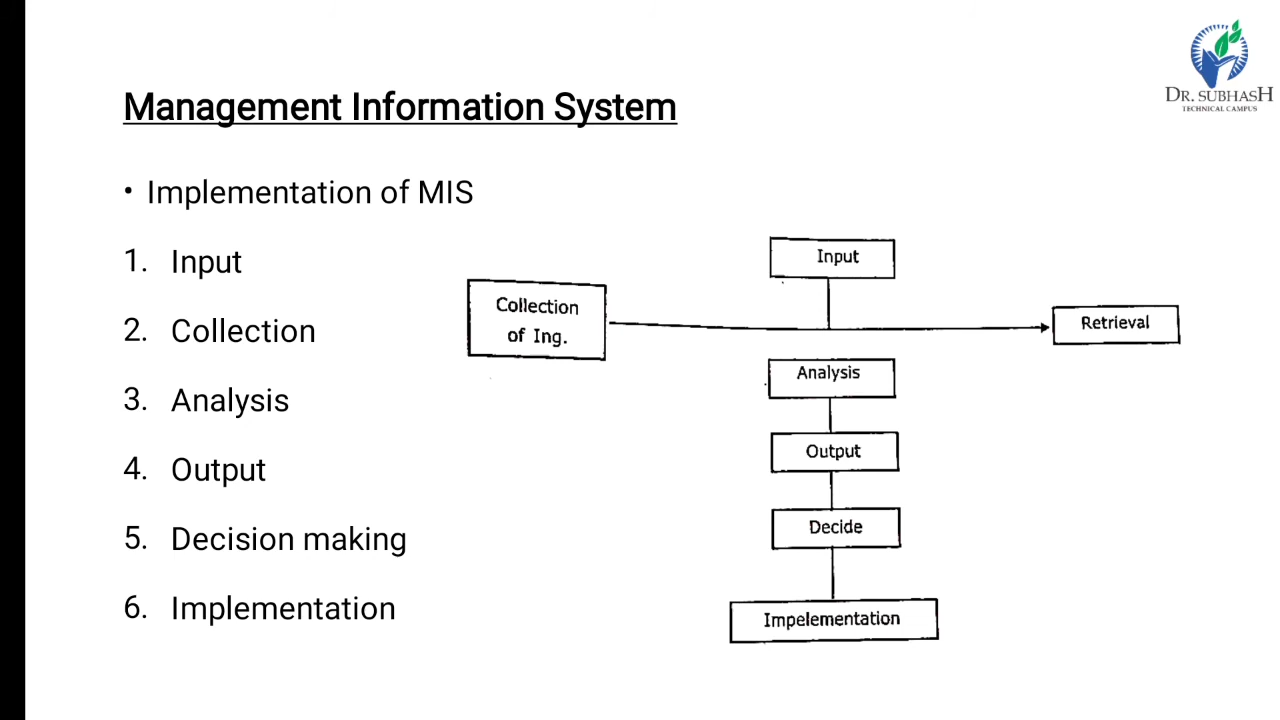 DR. SUBHASH
TECHNICAL CAMPUS
Management Information System
• Implementation of MIS
1. Input
2. Collection
3. Analysis
4. Output
5. Decision making
6. Implementation
Input
Collection
of Ing.
Retrieval
Analysis
Output
Decide
Impelementation